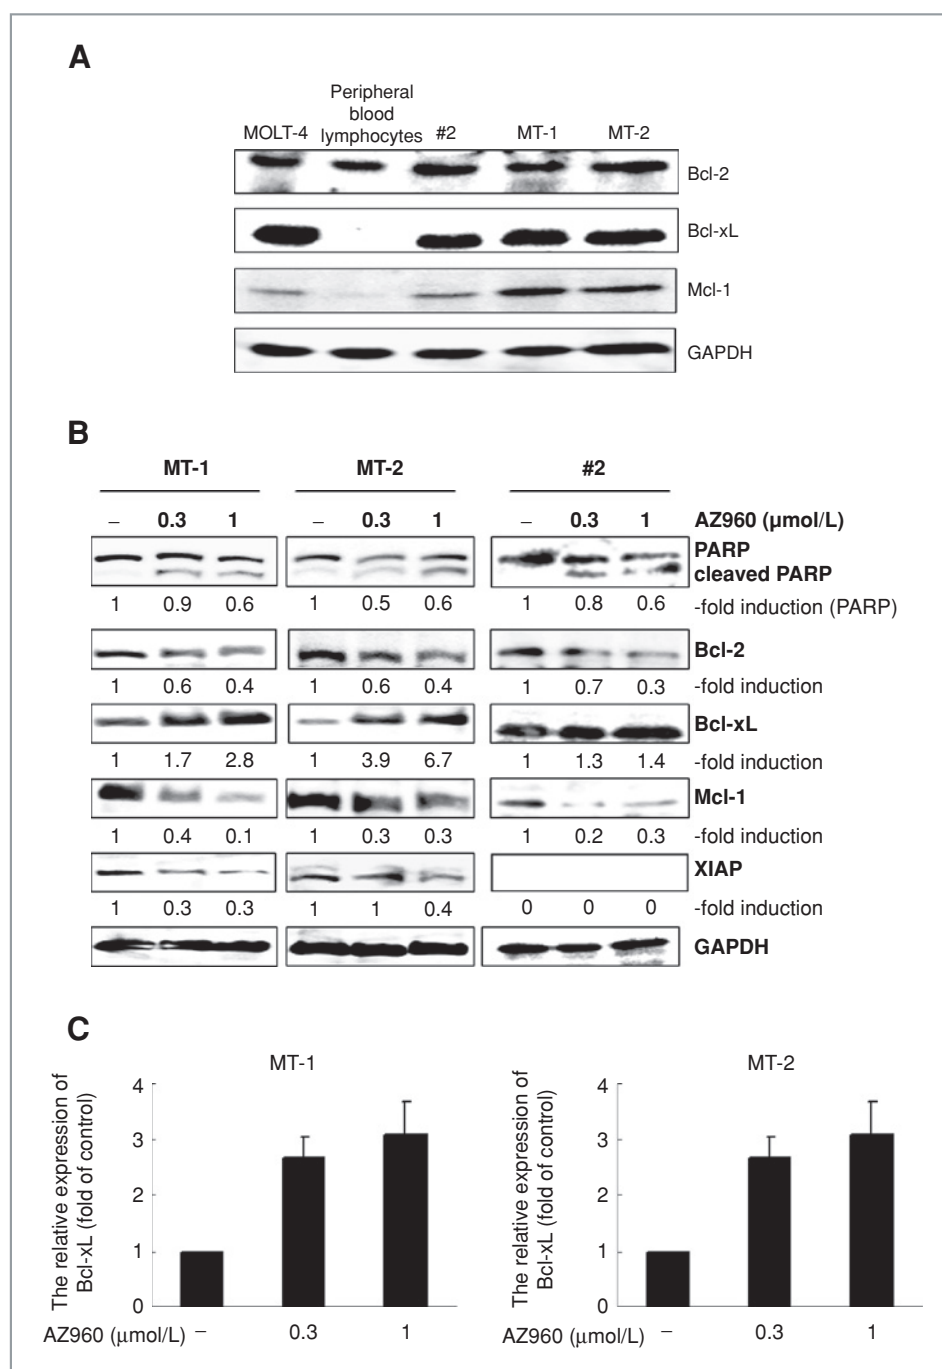 A
Peripheral
blood
MOLT-4 lymphocytes #2 MT-1 MT-2
Bcl-2
Bcl-xL
Mcl-1
GAPDH
B
MT-1 MT-2 #2
– 0.3 1 – 0.3 1 – 0.3 1 AZ960 (μmol/L)
PARP
cleaved PARP
1 0.9 0.6 1 0.5 0.6 1 0.8 0.6 -fold induction (PARP)
Bcl-2
1 0.6 0.4 1 0.6 0.4 1 0.7 0.3 -fold induction
Bcl-xL
1 1.7 2.8 1 3.9 6.7 1 1.3 1.4 -fold induction
Mcl-1
1 0.4 0.1 1 0.3 0.3 1 0.2 0.3 -fold induction
XIAP
1 0.3 0.3 1 1 0.4 0 0 0 -fold induction
GAPDH
C
MT-1
The relative expression of
Bcl-xL (fold of control)
4
3
2
1
0
AZ960 (μmol/L) – 0.3 1
MT-2
The relative expression of
Bcl-xL (fold of control)
4
3
2
1
0
AZ960 (μmol/L) – 0.3 1